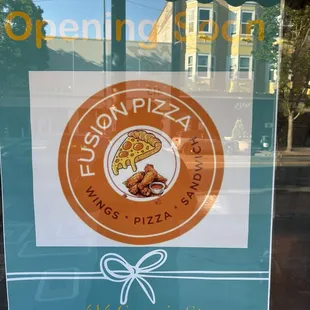 Opening Soon
FUSION PIZZA
WINGS · PIZZA · SANDWICH